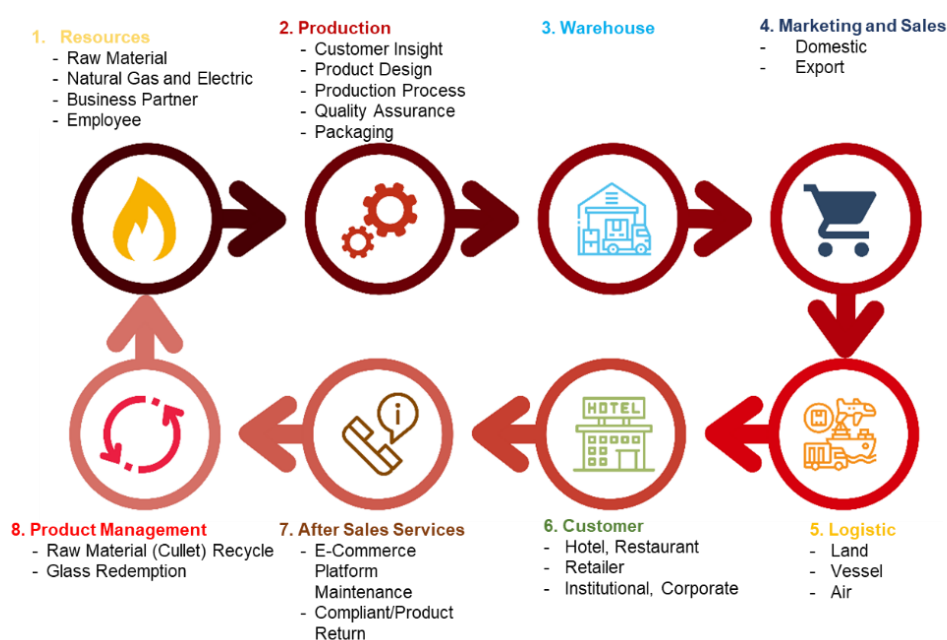 1. Resources
- Raw Material
- Natural Gas and Electric
- Business Partner
- Employee
2. Production
- Customer Insight
- Product Design
- Production Process
- Quality Assurance
- Packaging
3. Warehouse
4. Marketing and Sales
- Domestic
- Export
HOTEL
8. Product Management
- Raw Material (Cullet) Recycle
- Glass Redemption
7. After Sales Services
- E-Commerce
Platform
Maintenance
- Compliant/Product
Return
6. Customer
- Hotel, Restaurant
- Retailer
- Institutional, Corporate
5. Logistic
- Land
- Vessel
- Air